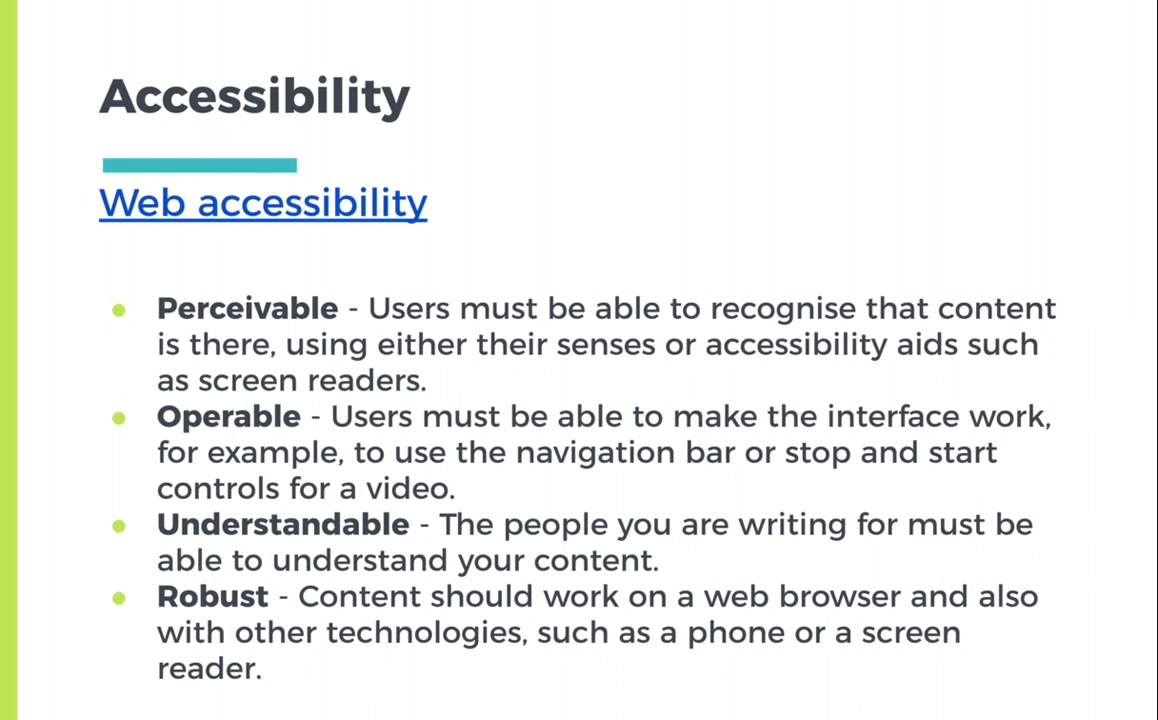 Accessibility
Web accessibility
● Perceivable - Users must be able to recognise that content
is there, using either their senses or accessibility aids such
as screen readers.
● Operable - Users must be able to make the interface work,
for example, to use the navigation bar or stop and start
controls for a video.
● Understandable - The people you are writing for must be
able to understand your content.
● Robust - Content should work on a web browser and also
with other technologies, such as a phone or a screen
reader.